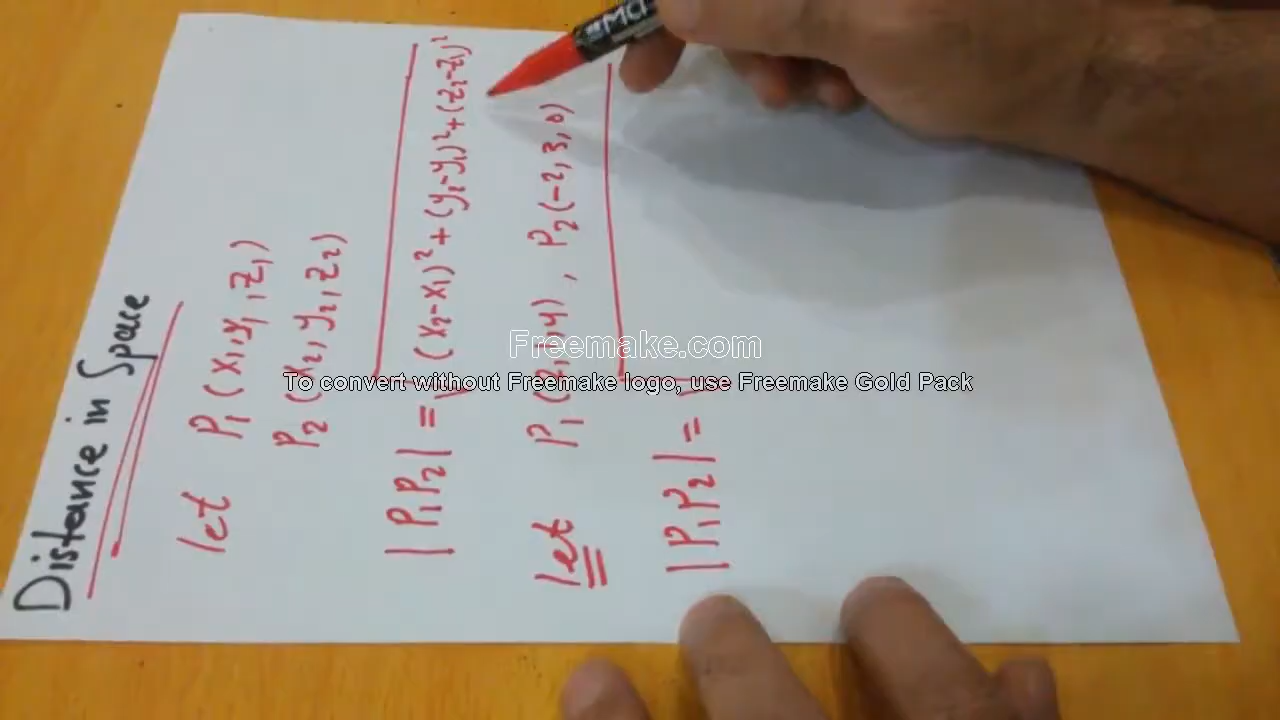 Distance in Space
let P1 (x1, y1, z1)
P2 (x2, y2, z2)
|P1P2| = √(x2-x1)² + (y2-y1)² + (z2-z1)²
let P1 (2, , 4), P2 (-2, 3, 0)
|P1P2| = √
Freemake.com
To convert without Freemake logo, use Freemake Gold Pack